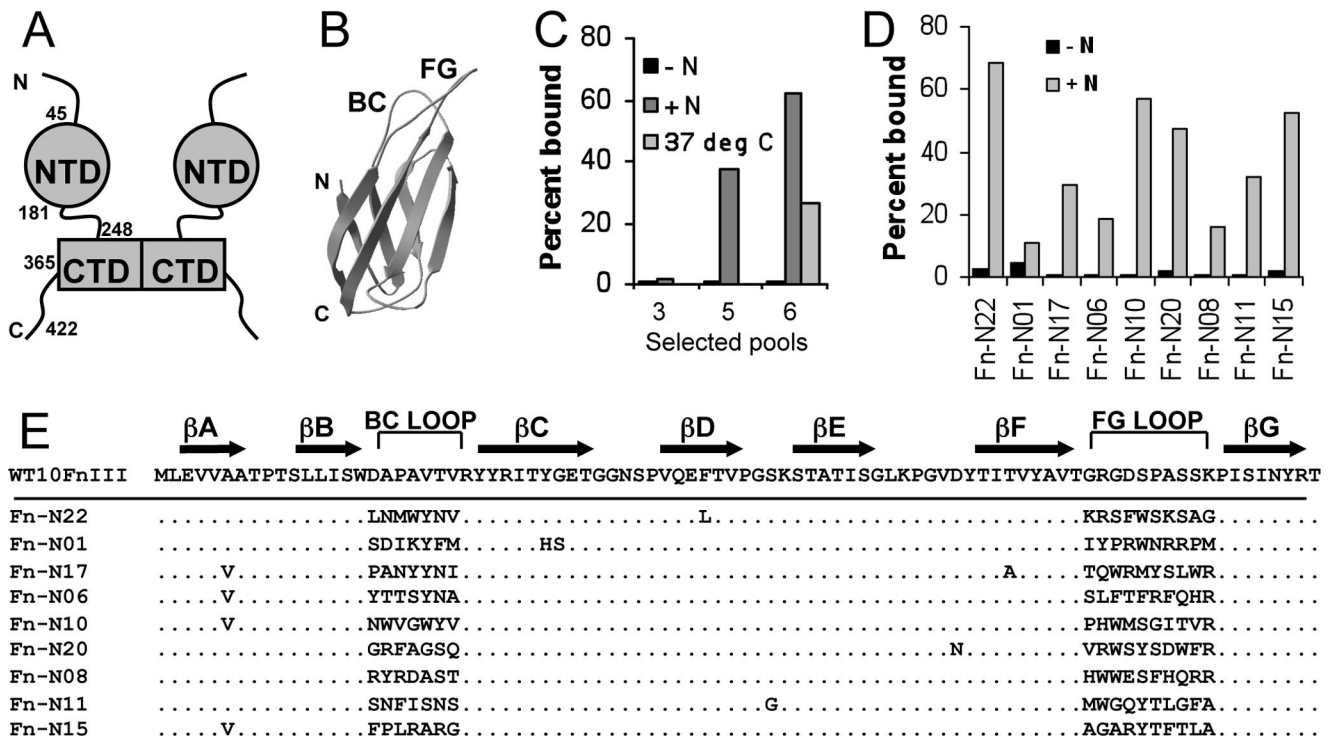 A
N
45
NTD
NTD
181
248
365
CTD
CTD
C
422
B
FG
BC
N
C
C
80
60
40
20
0
Percent bound
- N
+ N
37 deg C
3 5 6
Selected pools
D
80
60
40
20
0
Percent bound
- N
+ N
Fn-N22
Fn-N01
Fn-N17
Fn-N06
Fn-N10
Fn-N20
Fn-N08
Fn-N11
Fn-N15
E
βA βB BC LOOP βC βD βE βF FG LOOP βG
WT10FnIII MLEVVAATPTSLLISWDAPAVTVRYYRITYGETGGNSPVQEFTVPGSKSTATISGLKPGVDYTITVYAVTGRGDSPASSKPISINYRT
Fn-N22 ................LNMWYNV..................L............................KRSFWSKSAG.......
Fn-N01 ................SDIKYFM......HS.......................................IYPRWNRRPM.......
Fn-N17 .....V..........PANYYNI.........................................A.....TQWRMYSLWR.......
Fn-N06 .....V..........YTTSYNA...............................................SLFTFRFQHR.......
Fn-N10 .....V..........NWVGWYV...............................................PHWMSGITVR.......
Fn-N20 ................GRFAGSQ.....................................N.........VRWSYSDWFR.......
Fn-N08 ................RYRDAST...............................................HWWESFHQRR.......
Fn-N11 ................SNFISNS.......................G.......................MWGQYTLGFA.......
Fn-N15 .....V..........FPLRARG...............................................AGARYTFTLA.......